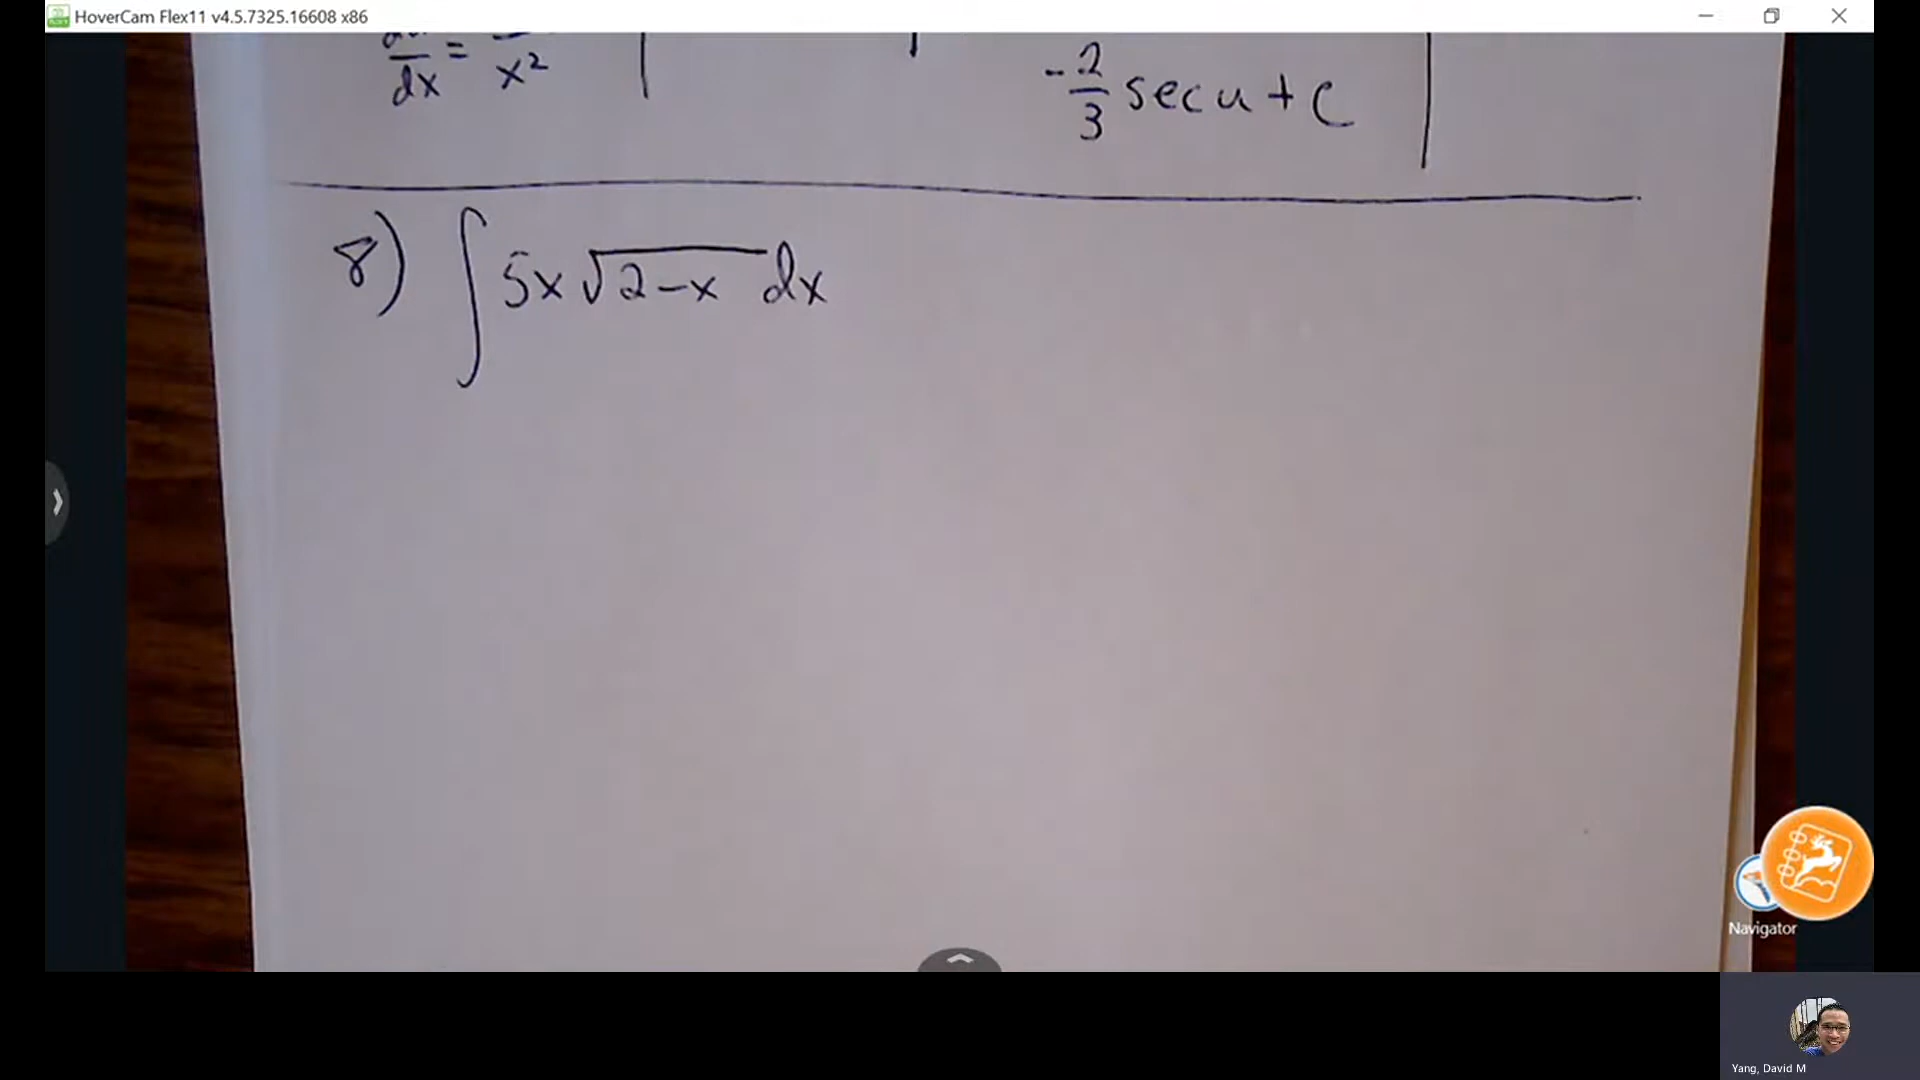 HoverCam Flex11 v4.5.7325.16608 x86
dx = x²
-2/3 sec u + C
8) ∫ 5x √(2-x) dx
Navigator
Yang, David M